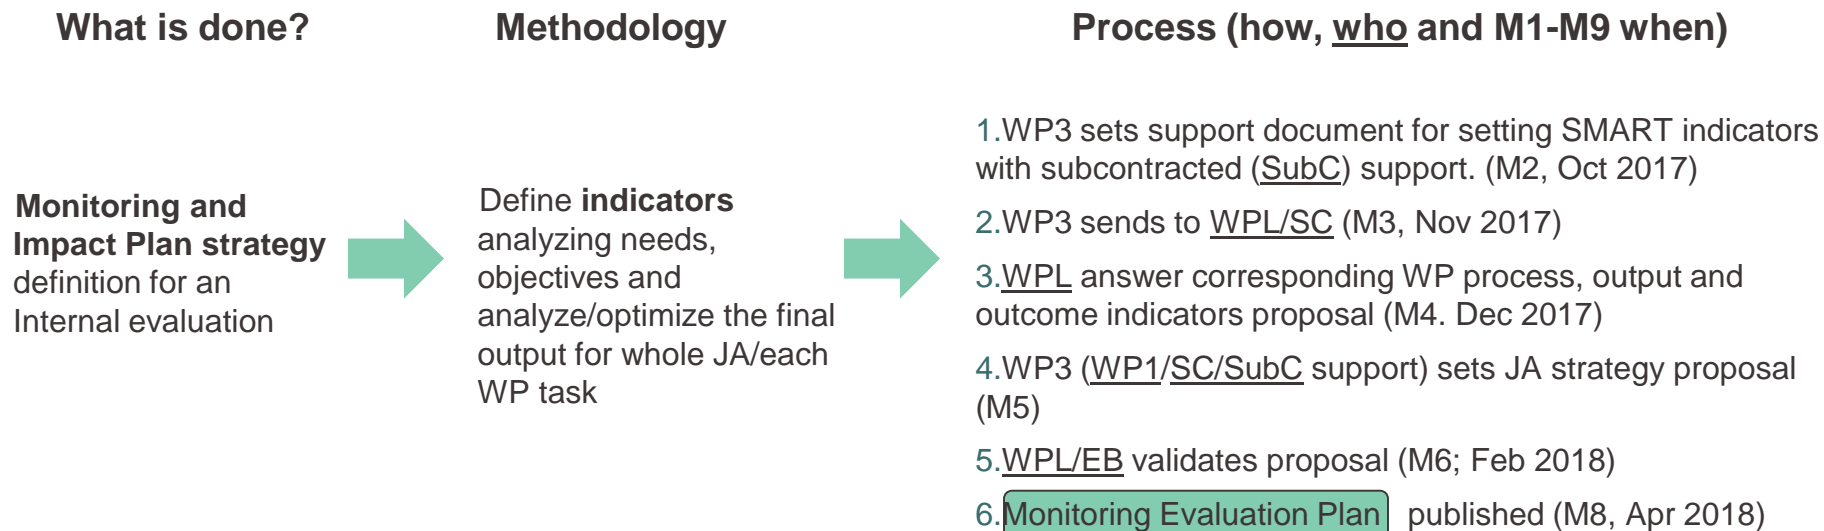 What is done?
Methodology
Process (how, who and M1-M9 when)
Monitoring and
Impact Plan strategy
definition for an
Internal evaluation
Define indicators
analyzing needs,
objectives and
analyze/optimize the final
output for whole JA/each
WP task
1.WP3 sets support document for setting SMART indicators
with subcontracted (SubC) support. (M2, Oct 2017)
2.WP3 sends to WPL/SC (M3, Nov 2017)
3.WPL answer corresponding WP process, output and
outcome indicators proposal (M4. Dec 2017)
4.WP3 (WP1/SC/SubC support) sets JA strategy proposal
(M5)
5.WPL/EB validates proposal (M6; Feb 2018)
6.Monitoring Evaluation Plan published (M8, Apr 2018)